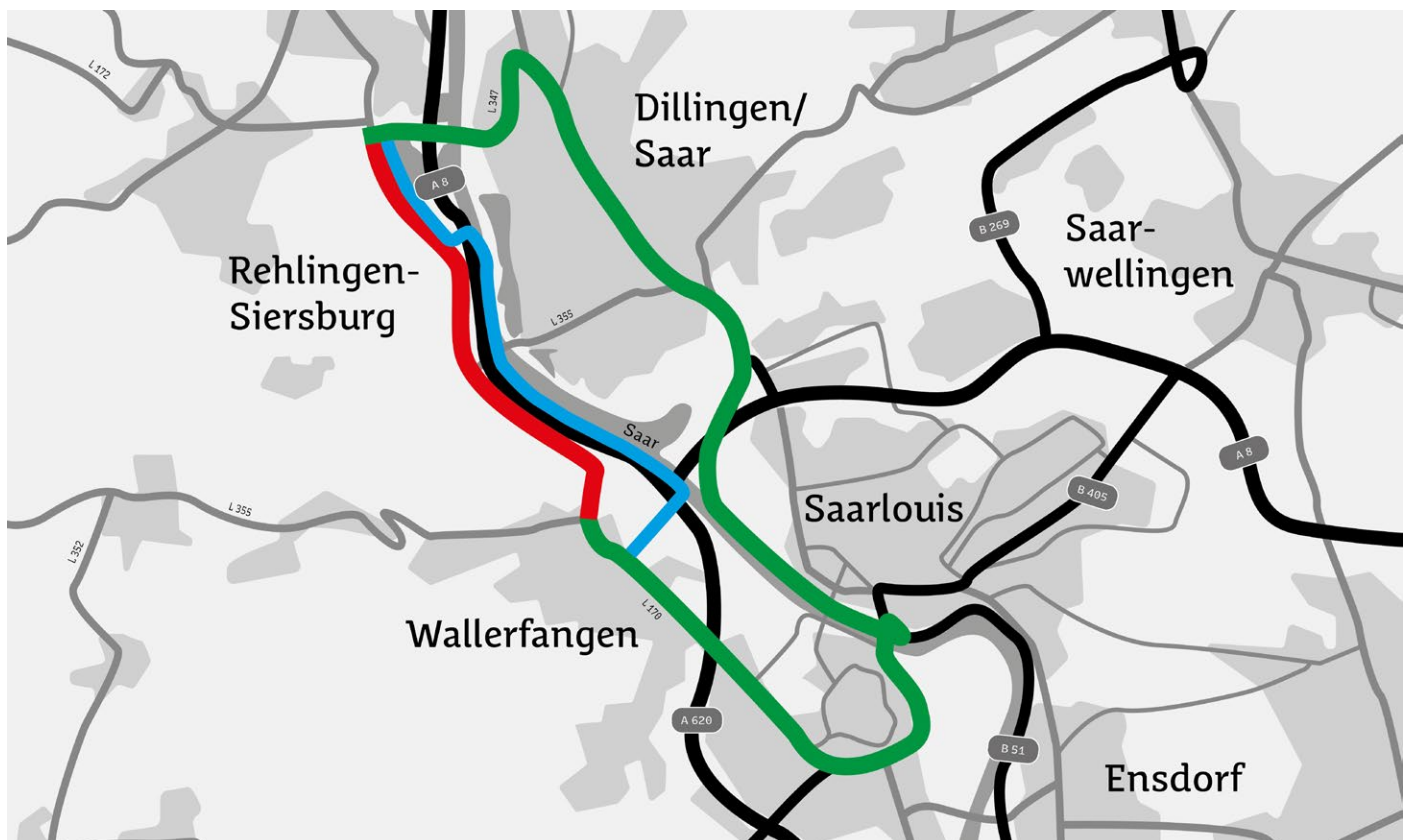 L 172
L 347
Dillingen/
Saar
A 8
B 269
Saar-
wellingen
Rehlingen-
Siersburg
L 355
Saar
A 8
B 405
Saarlouis
L 355
L 352
L 170
Wallerfangen
A 620
B 51
Ensdorf